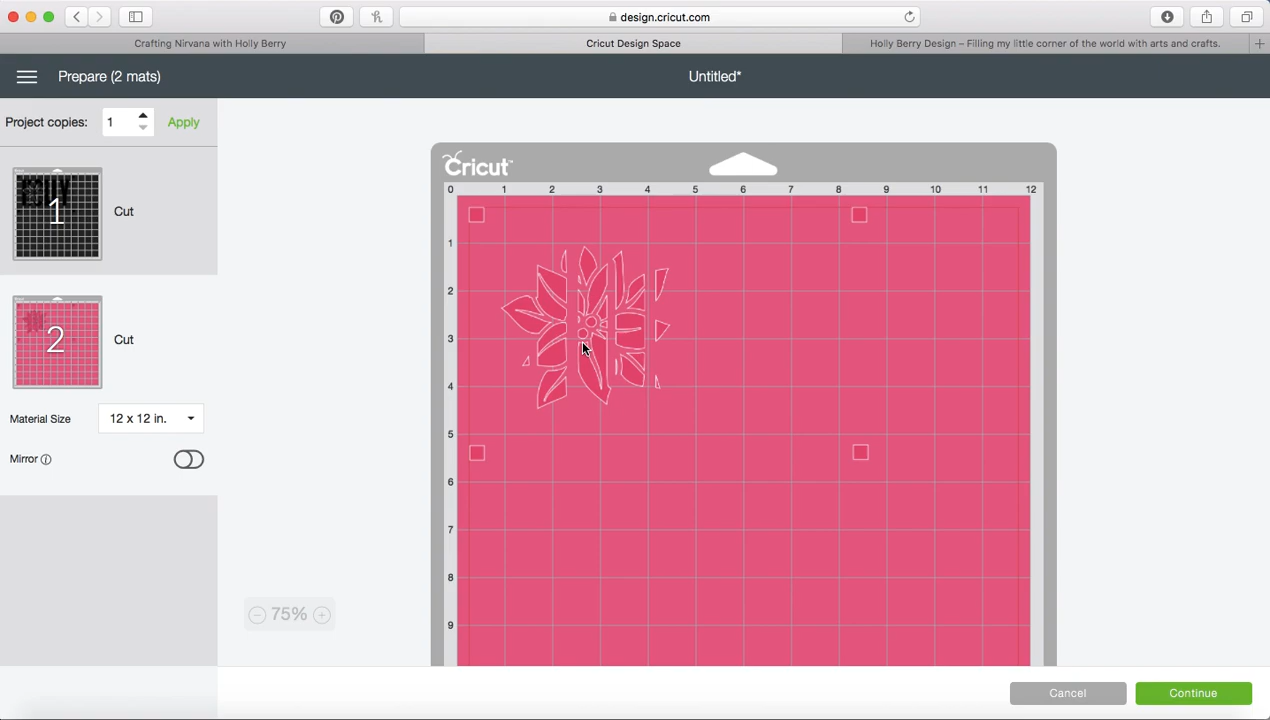 design.cricut.com
Crafting Nirvana with Holly Berry
Cricut Design Space
Holly Berry Design – Filling my little corner of the world with arts and crafts.
Prepare (2 mats)
Untitled*
Project copies:
1
Apply
1
Cut
2
Cut
Material Size
12 x 12 in.
Mirror
Cricut
0 1 2 3 4 5 6 7 8 9 10 11 12
1
2
3
4
5
6
7
8
9
75%
Cancel
Continue